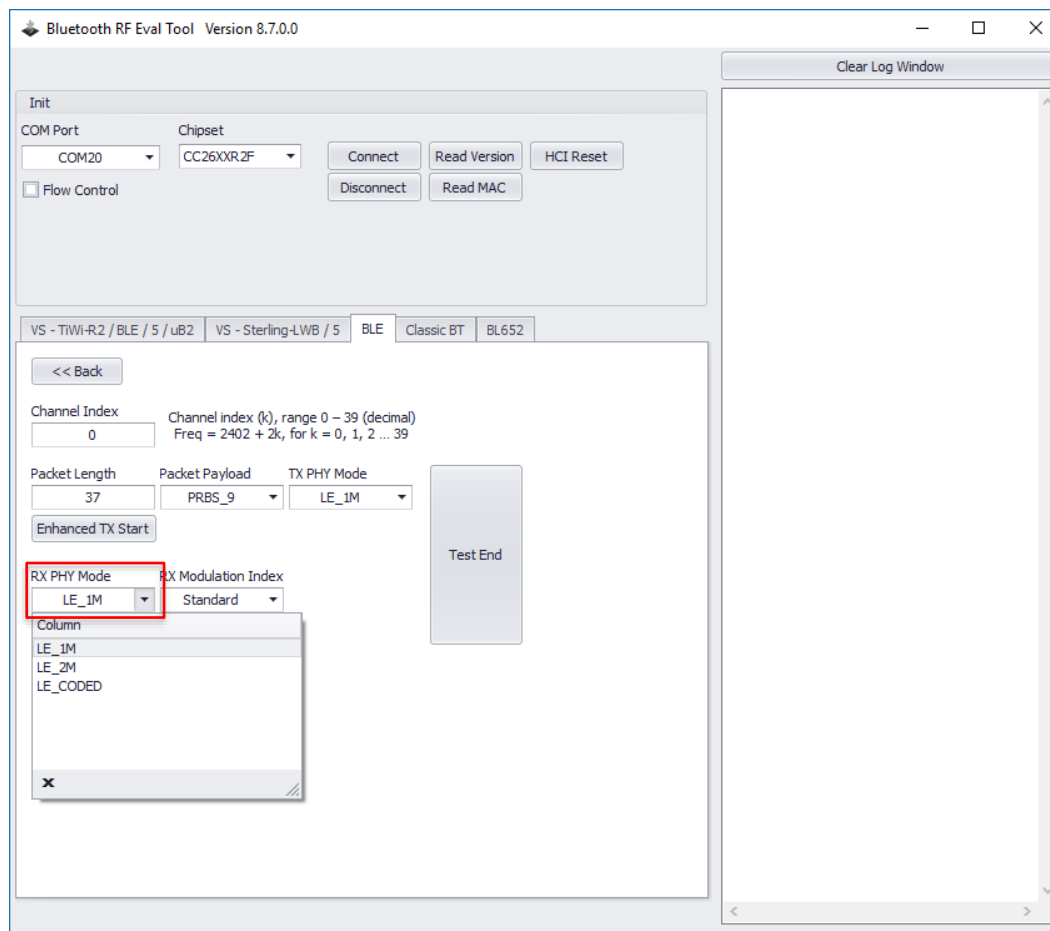 Bluetooth RF Eval Tool Version 8.7.0.0
Clear Log Window
Init
COM Port Chipset
COM20 CC26XXR2F Connect Read Version HCI Reset
Flow Control Disconnect Read MAC
VS - TiWi-R2 / BLE / 5 / uB2 VS - Sterling-LWB / 5 BLE Classic BT BL652
<< Back
Channel Index Channel index (k), range 0 – 39 (decimal)
0 Freq = 2402 + 2k, for k = 0, 1, 2 ... 39
Packet Length Packet Payload TX PHY Mode
37 PRBS_9 LE_1M
Enhanced TX Start
Test End
RX PHY Mode RX Modulation Index
LE_1M Standard
Column
LE_1M
LE_2M
LE_CODED
x